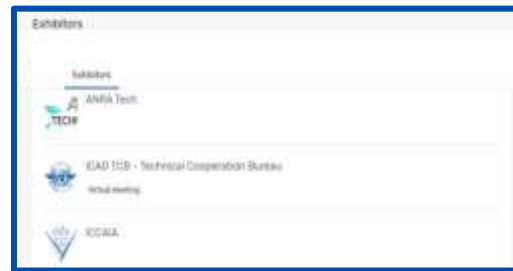 Exhibitors
Exhibitors
ANRA Tech
TECH
ICAO TCB - Technical Cooperation Bureau
Virtual meeting
ICCAIA